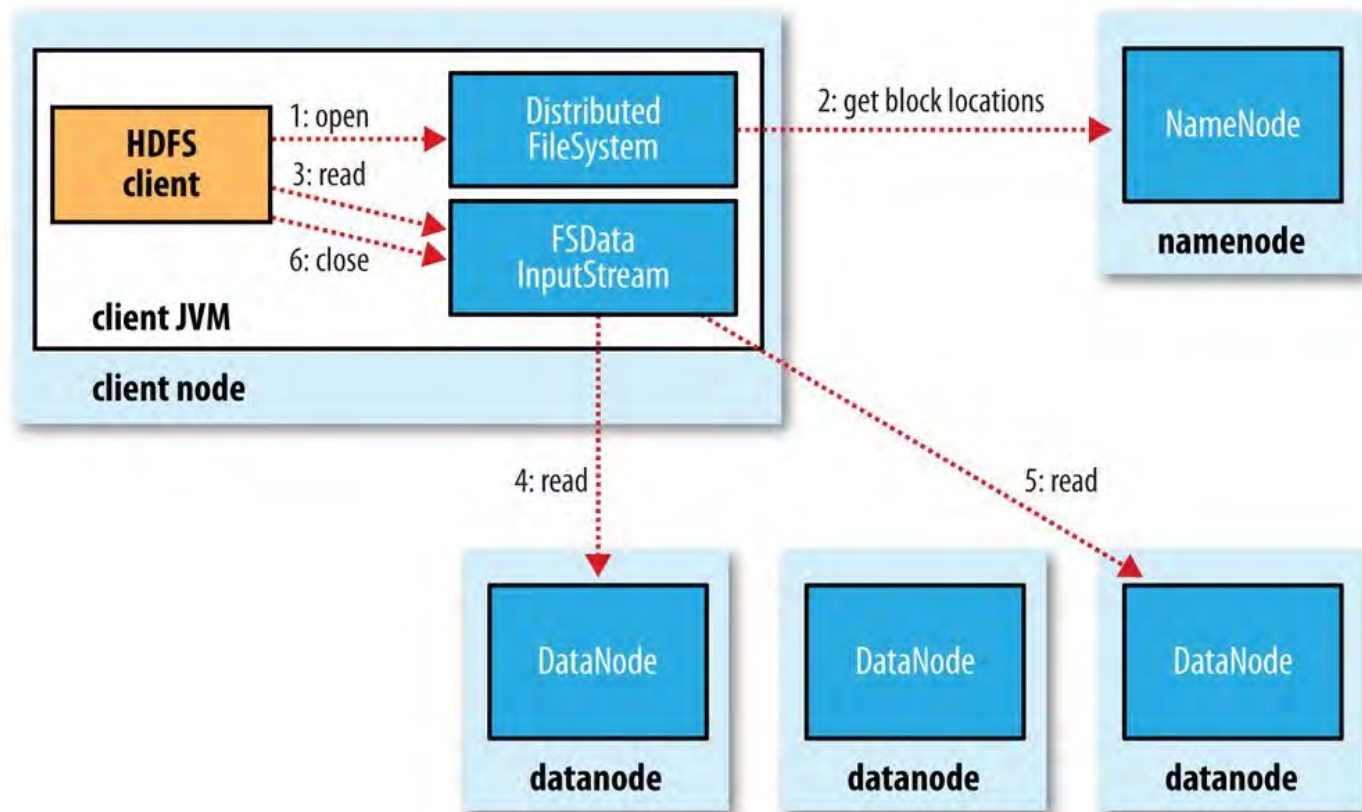 HDFS
client
1: open
3: read
6: close
Distributed
FileSystem
FSData
InputStream
client JVM
client node
2: get block locations
NameNode
namenode
4: read
5: read
DataNode
datanode
DataNode
datanode
DataNode
datanode